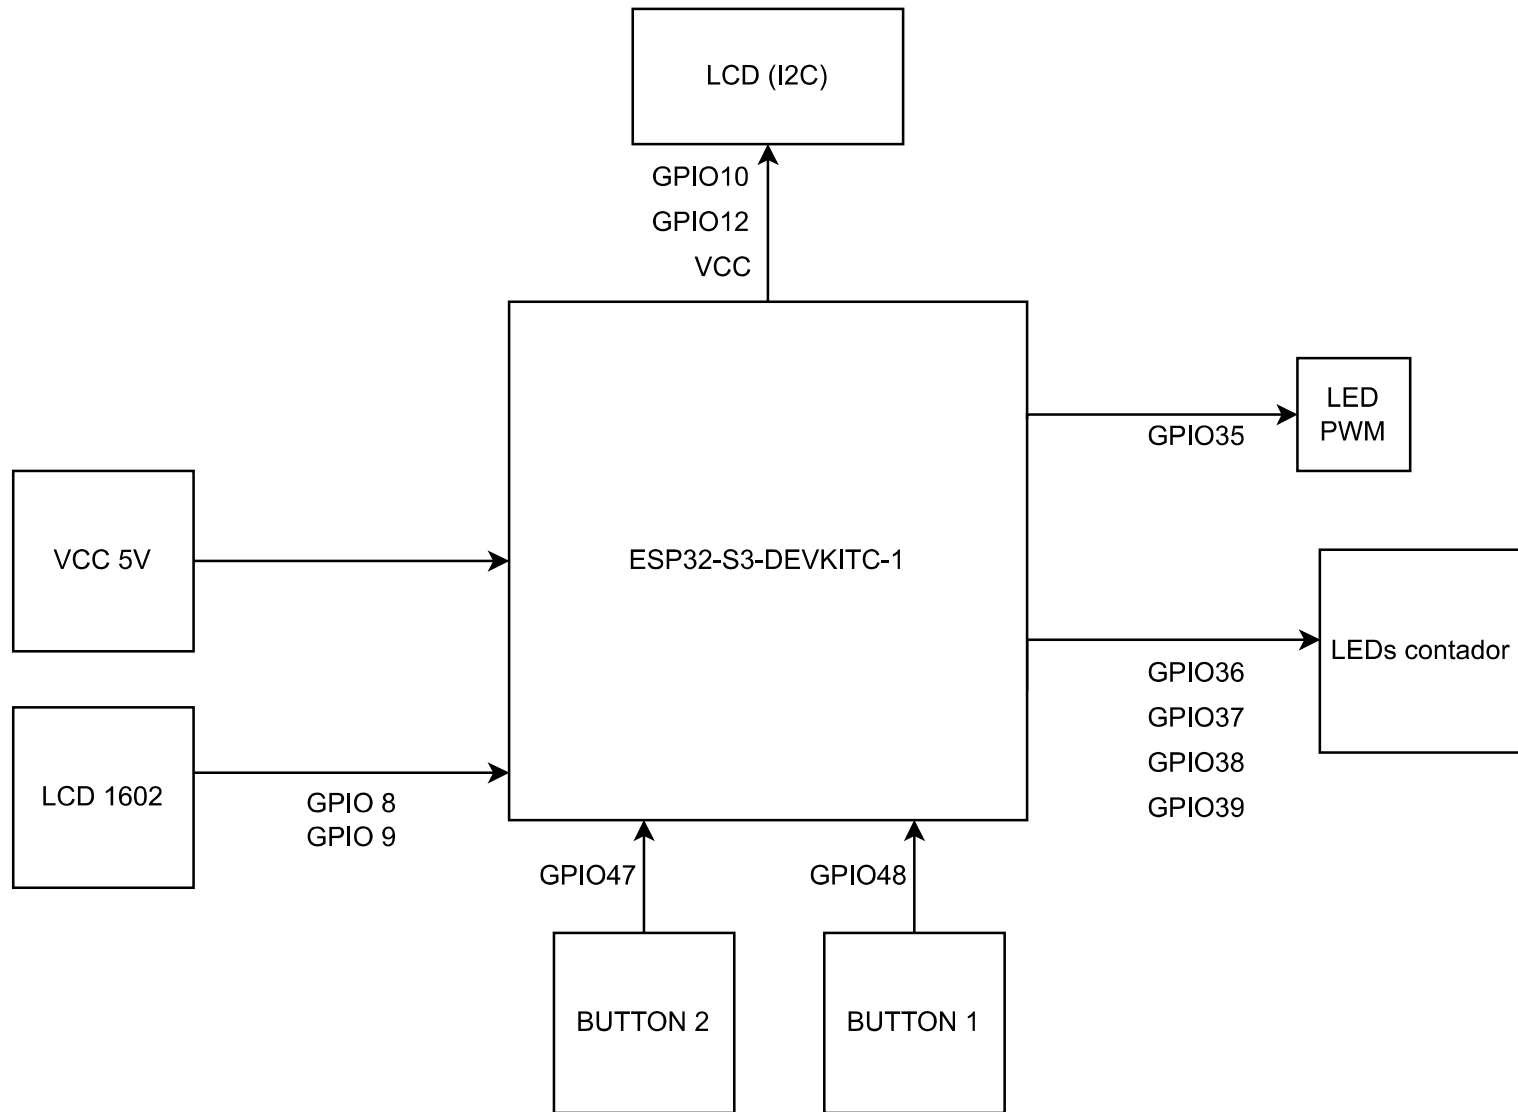 LCD (I2C)
GPIO10
GPIO12
VCC
LED
PWM
GPIO35
VCC 5V
ESP32-S3-DEVKITC-1
LEDs contador
GPIO36
GPIO37
GPIO38
GPIO39
LCD 1602
GPIO 8
GPIO 9
GPIO47
GPIO48
BUTTON 2
BUTTON 1